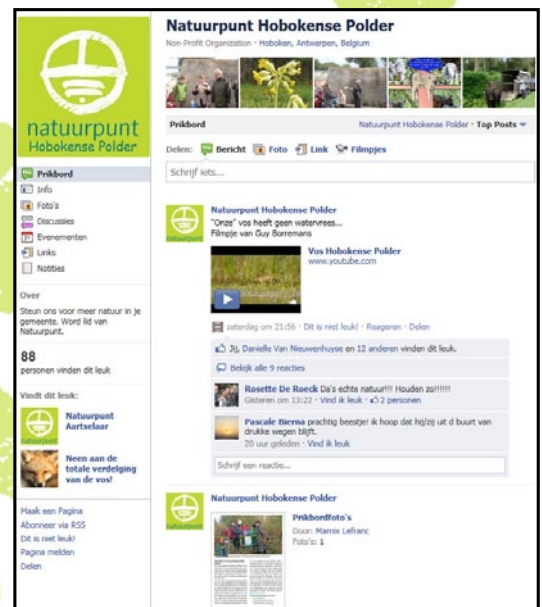 natuurpunt
Hobokense Polder
Prikbord
Info
Foto's
Discussies
Evenementen
Links
Notities
Over
Steun ons voor meer natuur in je
gemeente. Word lid van
Natuurpunt.
88
personen vinden dit leuk
Vindt dit leuk:
natuurpunt
Natuurpunt
Aartselaar
Neen aan de
totale verdelging
van de vos!
Maak een Pagina
Abonneer via RSS
Dit is niet leuk!
Pagina melden
Delen
Natuurpunt Hobokense Polder
Non-Profit Organization · Hoboken, Antwerpen, Belgium
Prikbord Natuurpunt Hobokense Polder · Top Posts
Delen: Bericht Foto Link Filmpjes
Schrijf iets...
natuurpunt
Natuurpunt Hobokense Polder
"Onze" vos heeft geen watervrees...
Filmpje van Guy Borremans
Vos Hobokense Polder
www.youtube.com
zaterdag om 21:56 · Dit is niet leuk! · Reageren · Delen
Jij, Danielle Van Nieuwenhuyse en 12 anderen vinden dit leuk.
Bekijk alle 9 reacties
Rosette De Roeck Da's echte natuur!!! Houden zo!!!!!!
Gisteren om 13:22 · Vind ik leuk · 2 personen
Pascale Bierna prachtig beestje! ik hoop dat hij/zij uit d buurt van
drukke wegen blijft.
20 uur geleden · Vind ik leuk
Schrijf een reactie...
natuurpunt
Natuurpunt Hobokense Polder
Prikbordfoto's
Door: Marnix Lefranc
Foto's: 1